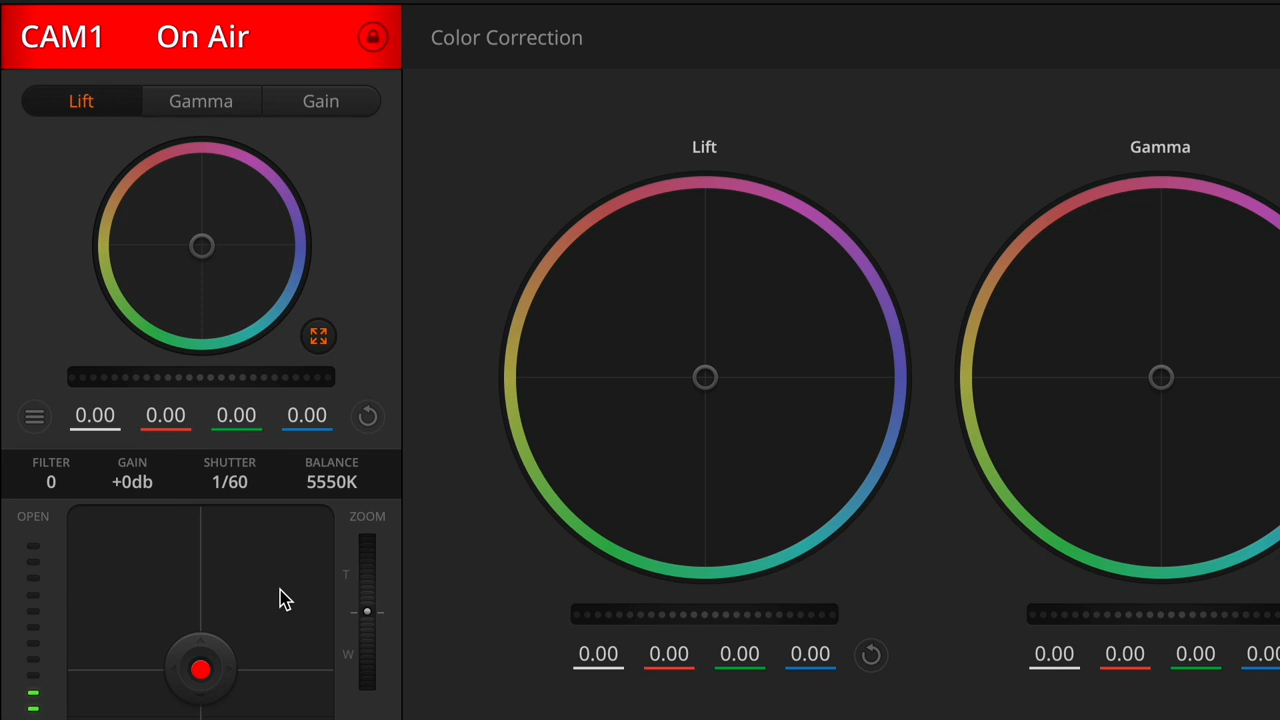 CAM1 On Air
Color Correction
Lift Gamma Gain
Lift
Gamma
0.00 0.00 0.00 0.00
FILTER GAIN SHUTTER BALANCE
0 +0db 1/60 5550K
OPEN
ZOOM
T
W
0.00 0.00 0.00 0.00
0.00 0.00 0.00 0.00